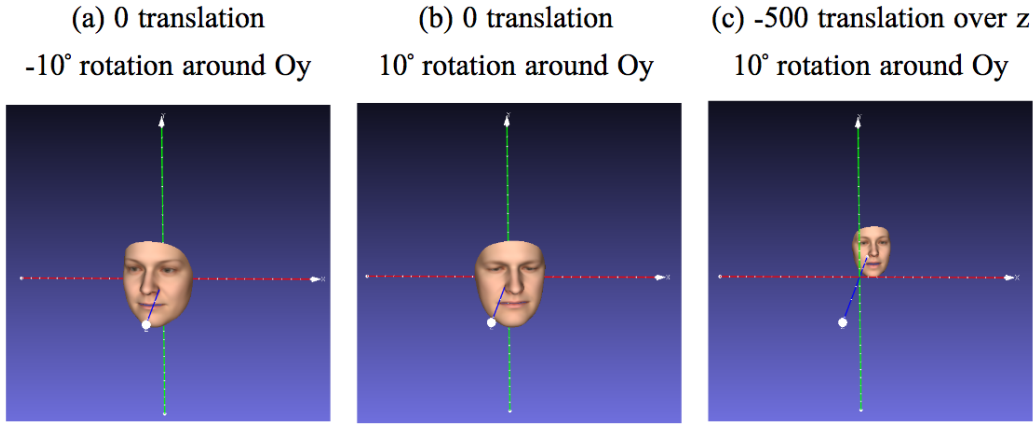 (a) 0 translation
-10° rotation around Oy
(b) 0 translation
10° rotation around Oy
(c) -500 translation over z
10° rotation around Oy